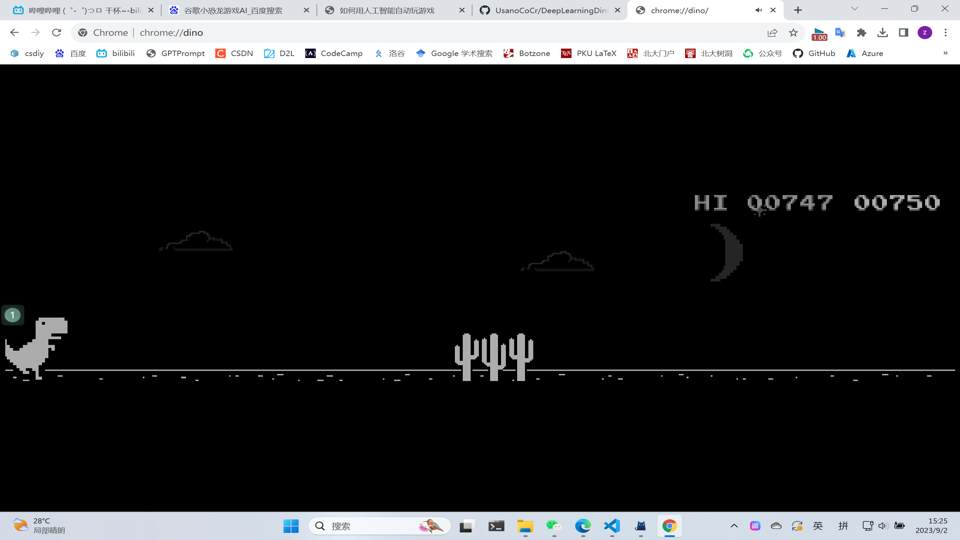 哔哩哔哩 (゜-゜)つロ 干杯~-bili
谷歌小恐龙游戏AI_百度搜索
如何用人工智能自动玩游戏
UsanoCoCr/DeepLearningDin
chrome://dino/
Chrome | chrome://dino
1.00
z
csdiy
百度
bilibili
GPTPrompt
CSDN
D2L
CodeCamp
洛谷
Google 学术搜索
Botzone
PKU LaTeX
北大门户
北大树洞
公众号
GitHub
Azure
»
HI 00747 00750
1
28°C
局部晴朗
搜索
英
拼
15:25
2023/9/2